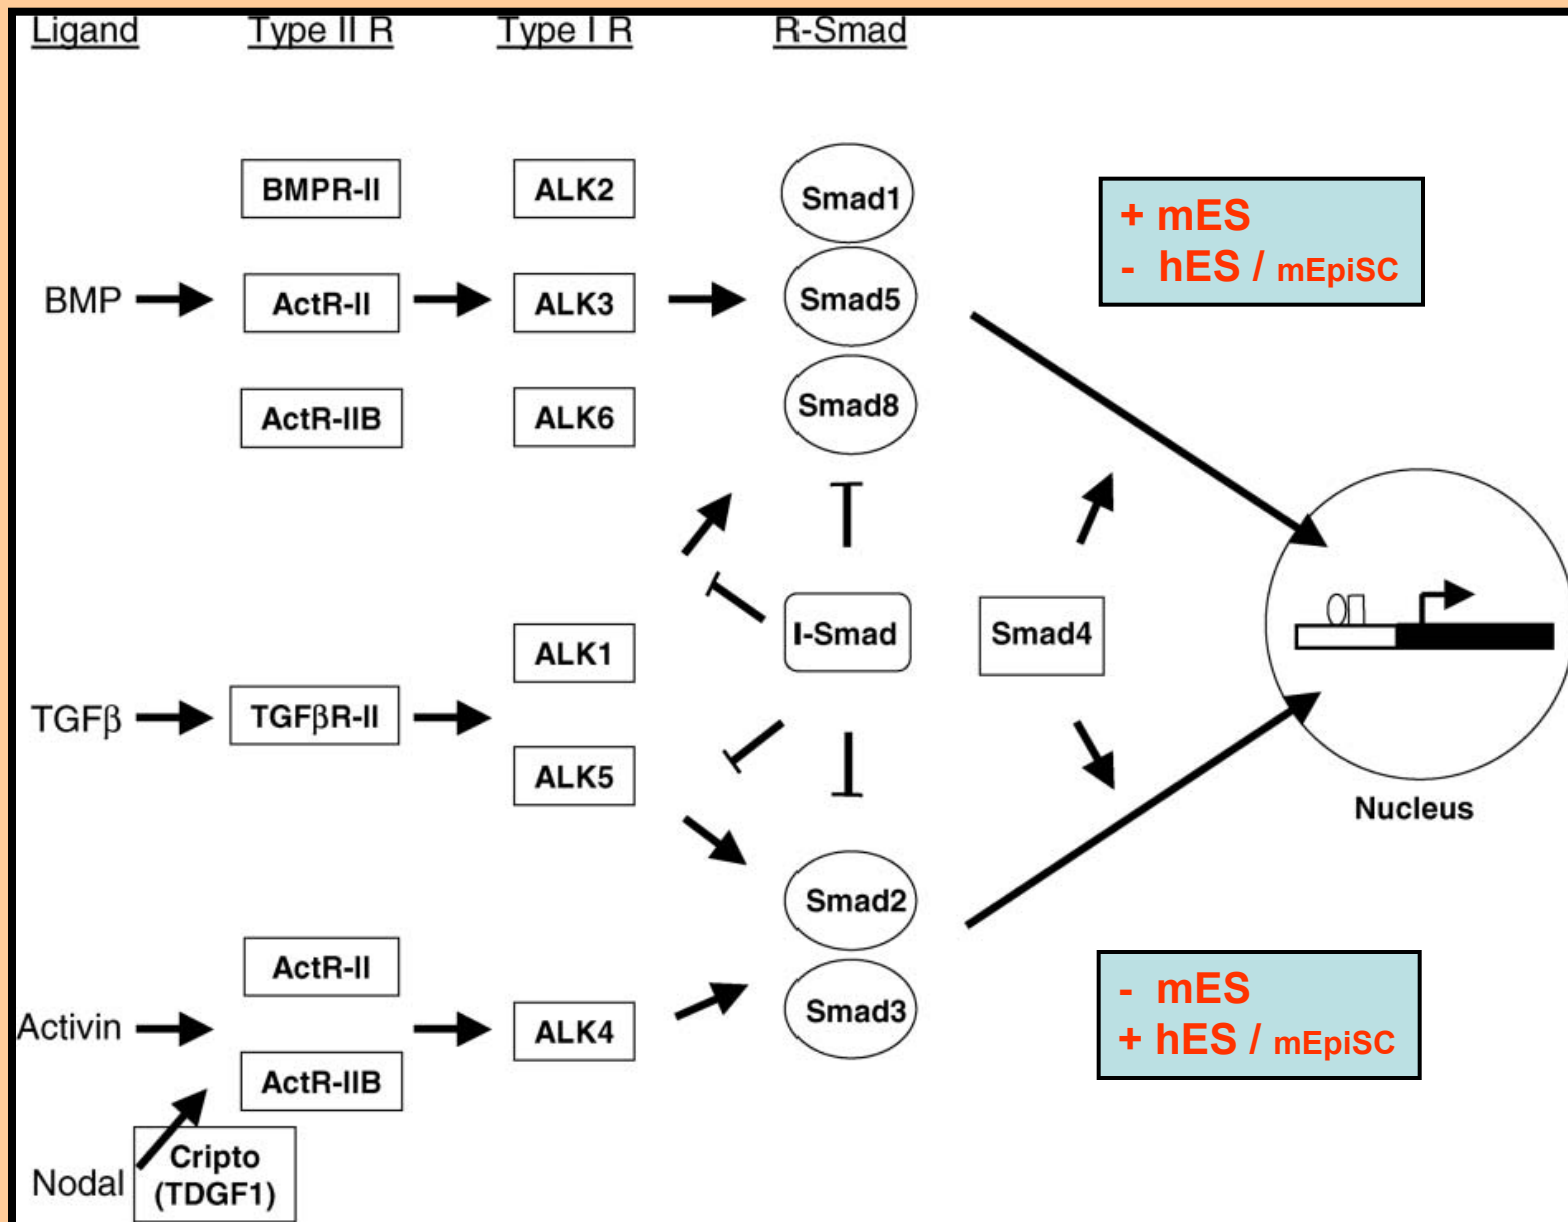 Ligand Type II R Type I R R-Smad
BMPR-II ALK2 Smad1
+ mES
- hES / mEpiSC
BMP ActR-II ALK3 Smad5
ActR-IIB ALK6 Smad8
I-Smad Smad4
ALK1
TGFβ TGFβR-II
ALK5
Nucleus
Smad2
ActR-II
- mES
+ hES / mEpiSC
Smad3
Activin ALK4
ActR-IIB
Nodal
Cripto
(TDGF1)